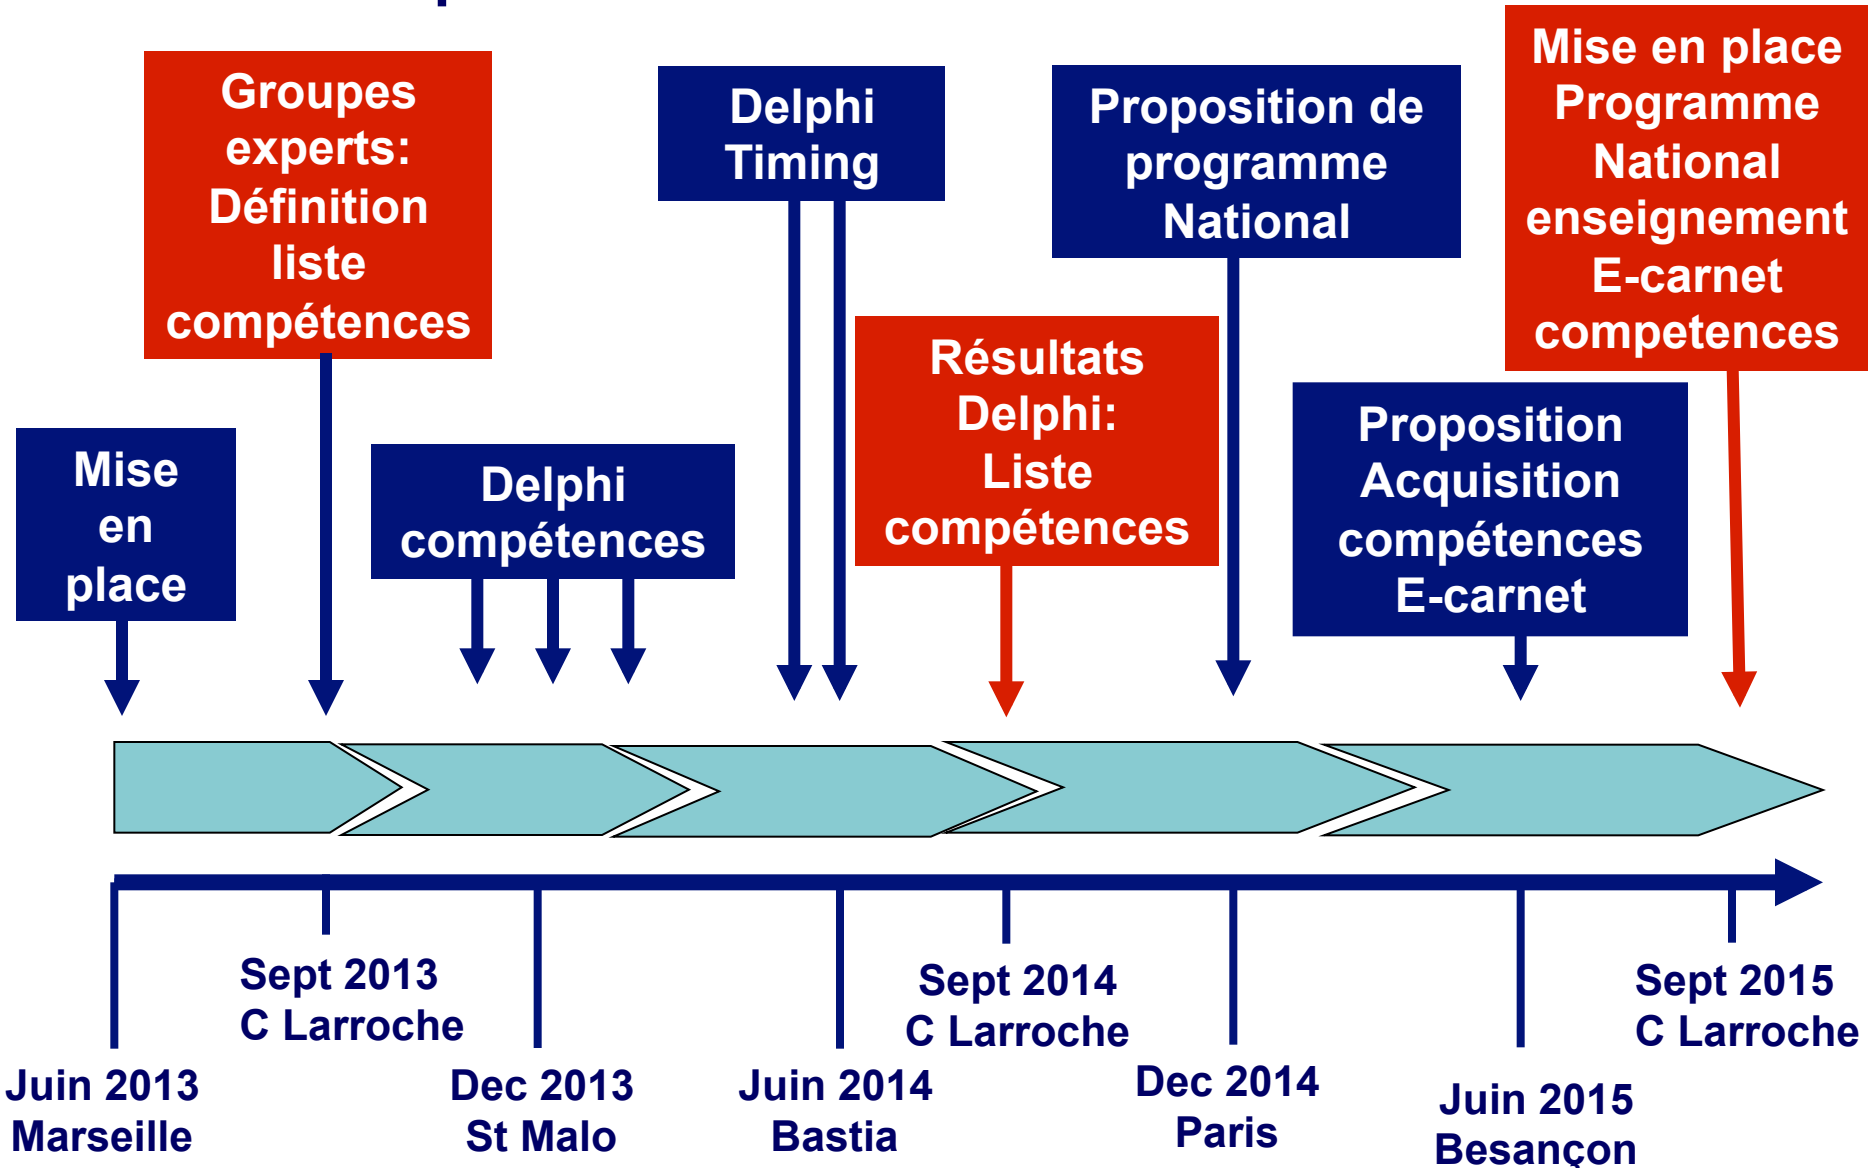 Groupes
experts:
Définition
liste
compétences
Delphi
Timing
Proposition de
programme
National
Mise en place
Programme
National
enseignement
E-carnet
competences
Mise
en
place
Delphi
compétences
Résultats
Delphi:
Liste
compétences
Proposition
Acquisition
compétences
E-carnet
Sept 2013
C Larroche
Sept 2014
C Larroche
Sept 2015
C Larroche
Juin 2013
Marseille
Dec 2013
St Malo
Juin 2014
Bastia
Dec 2014
Paris
Juin 2015
Besançon